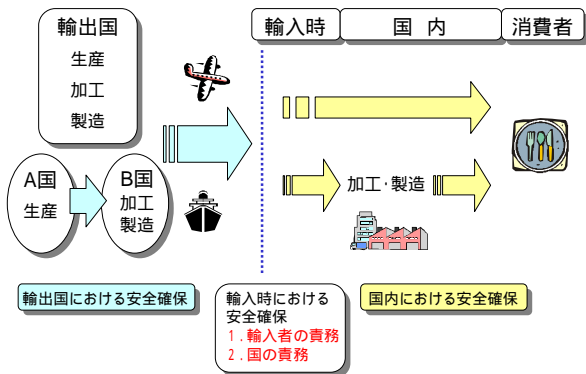 輸出国
生産
加工
製造
A国
生産
B国
加工
製造
輸入時
国 内
消費者
加工・製造
輸出国における安全確保
輸入時における
安全確保
1．輸入者の責務
2．国の責務
国内における安全確保